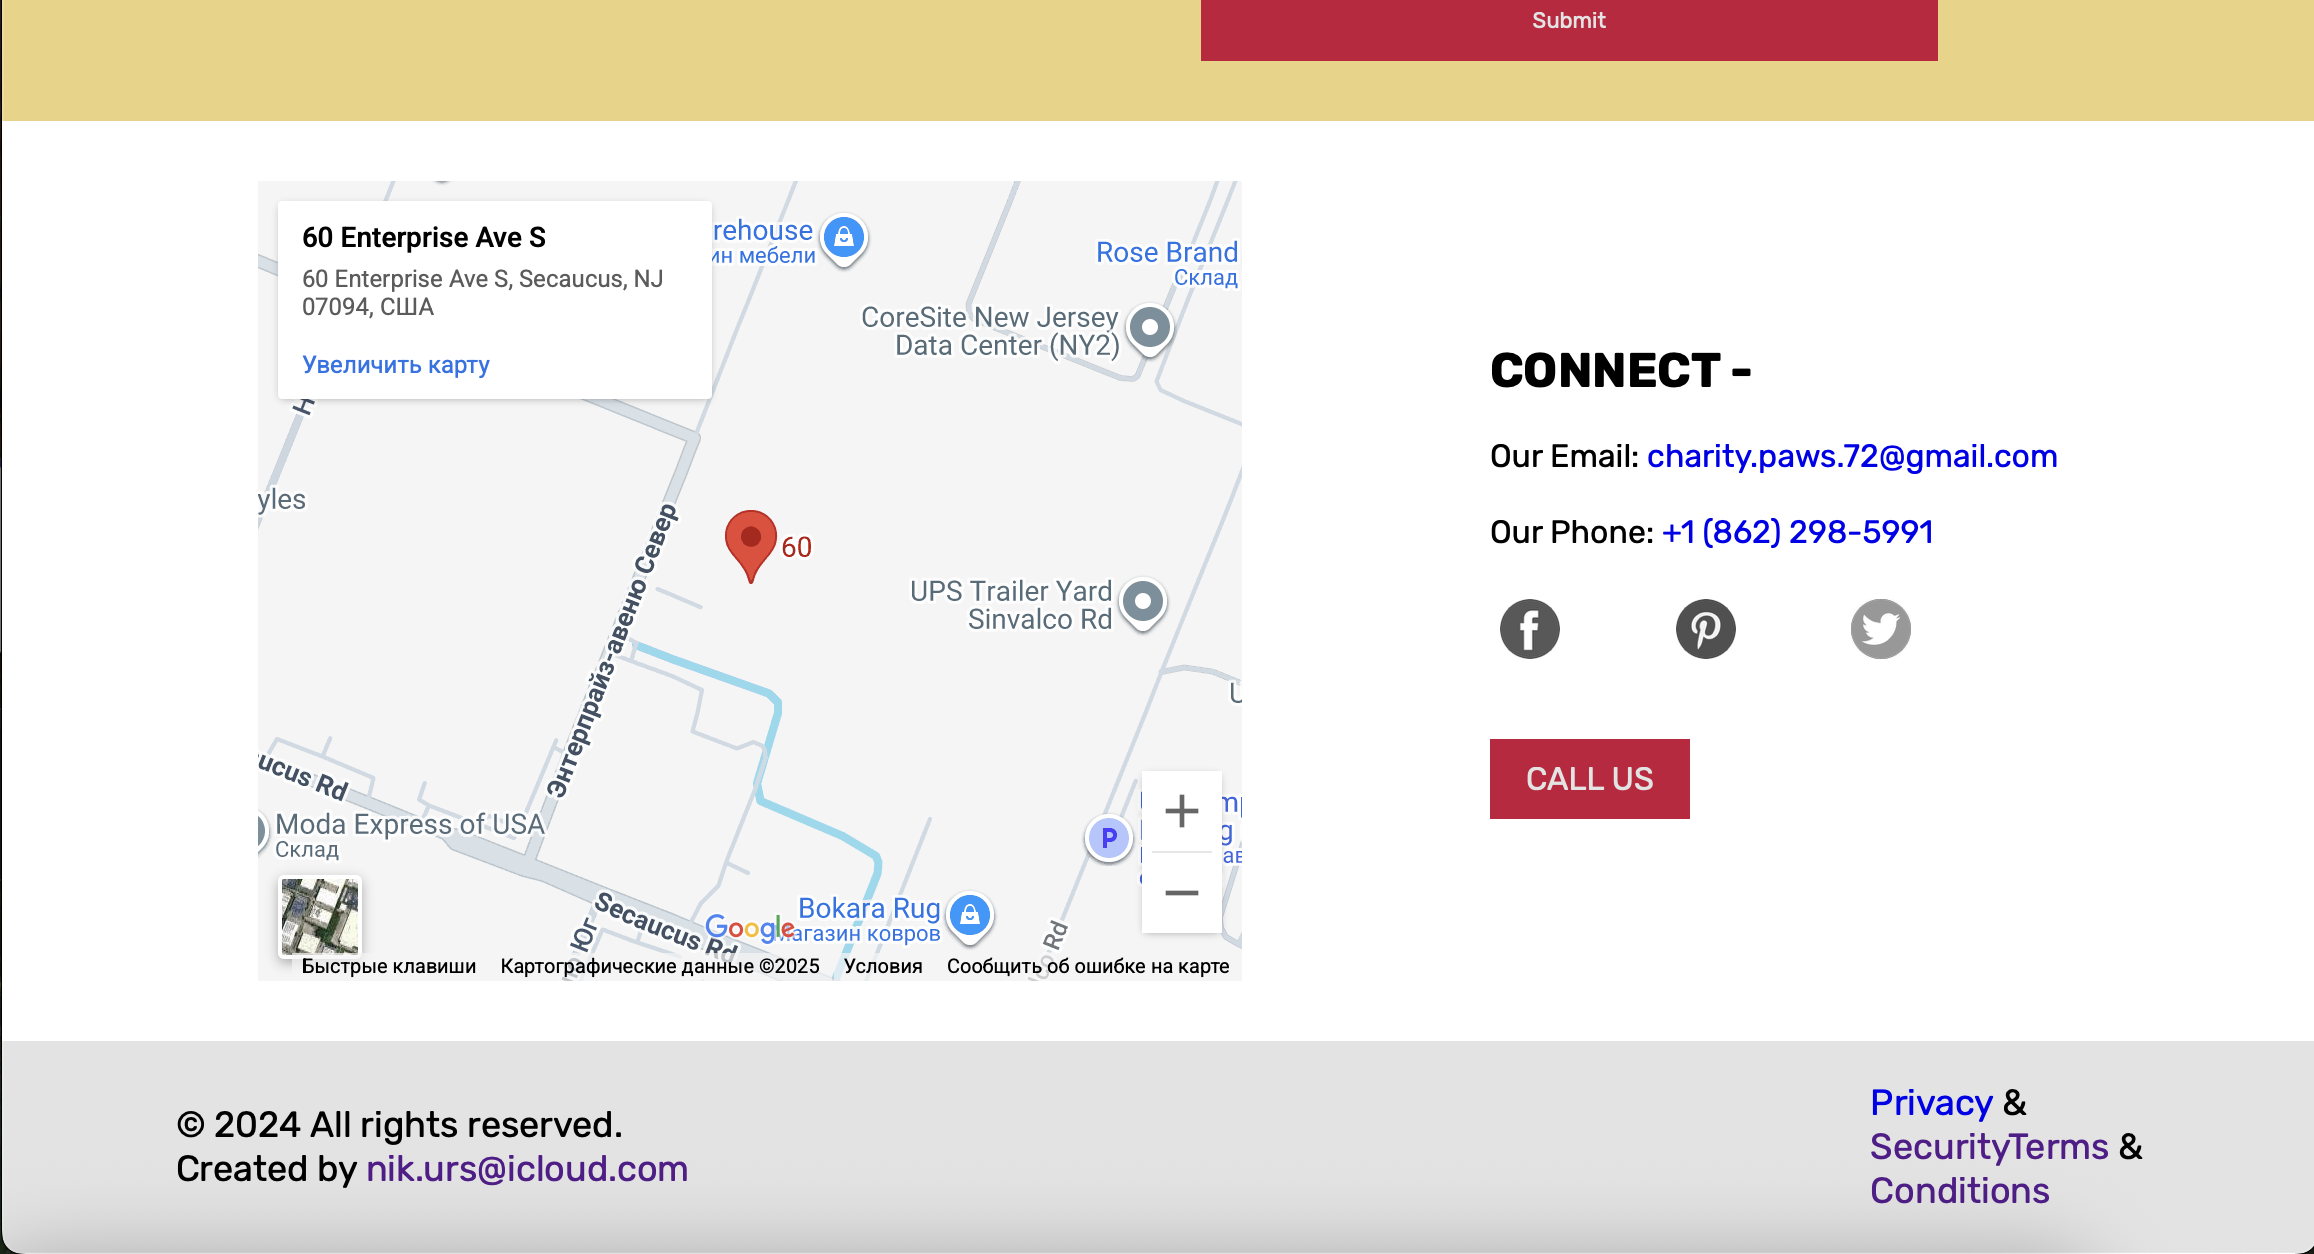 Submit
60 Enterprise Ave S
60 Enterprise Ave S, Secaucus, NJ
07094, США
Увеличить карту
rehouse
ин мебели
Rose Brand
Склад
CoreSite New Jersey
Data Center (NY2)
yles
60
Энтерпрайз-авеню Север
UPS Trailer Yard
Sinvalco Rd
ucus Rd
Moda Express of USA
Склад
P
Secaucus Rd
Google
Bokara Rug
магазин ковров
Юг
Rd
Быстрые клавиши
Картографические данные ©2025
Условия
Сообщить об ошибке на карте
CONNECT -
Our Email: charity.paws.72@gmail.com
Our Phone: +1 (862) 298-5991
CALL US
© 2024 All rights reserved.
Created by nik.urs@icloud.com
Privacy &
SecurityTerms &
Conditions